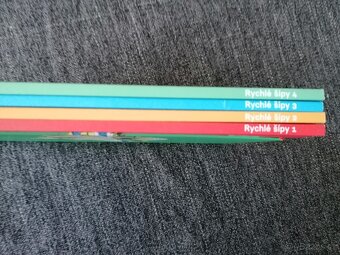 Rychlé šípy 4
Rychlé šípy 3
Rychlé šípy 2
Rychlé šípy 1